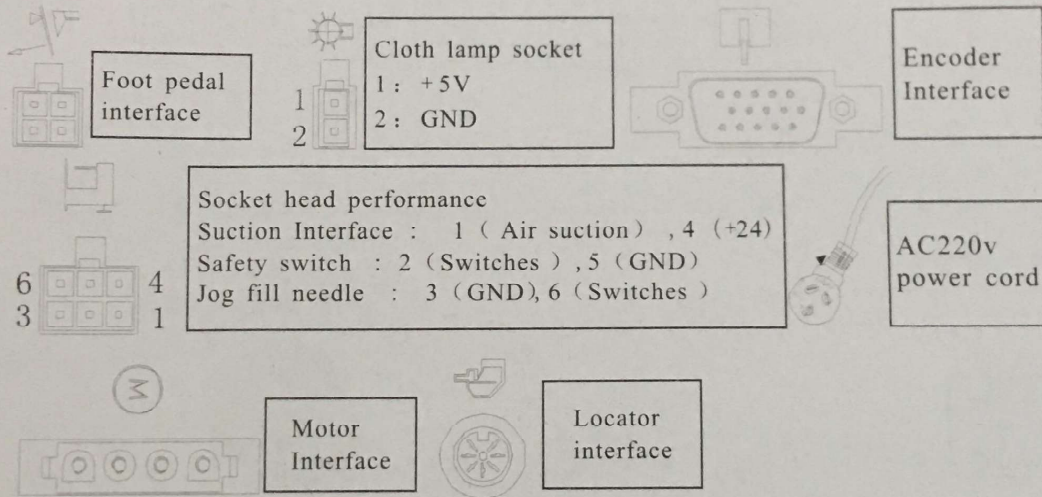 Foot pedal
interface
1
2
Cloth lamp socket
1： +5V
2： GND
Encoder
Interface
Socket head performance
Suction Interface： 1（Air suction）,4（+24)
Safety switch ：2（Switches）,5（GND）
Jog fill needle ： 3（GND), 6（Switches）
6 4
3 1
AC220v
power cord
M
Motor
Interface
Locator
interface